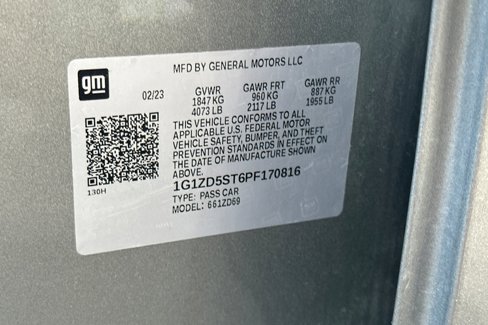 MFD BY GENERAL MOTORS LLC
gm
02/23 GVWR GAWR FRT GAWR RR
1847 KG 960 KG 887 KG
4073 LB 2117 LB 1955 LB
THIS VEHICLE CONFORMS TO ALL
APPLICABLE U.S. FEDERAL MOTOR
VEHICLE SAFETY, BUMPER, AND THEFT
PREVENTION STANDARDS IN EFFECT ON
THE DATE OF MANUFACTURE SHOWN
ABOVE.
130H
1G1ZD5ST6PF170816
TYPE: PASS CAR
MODEL: 661ZD69